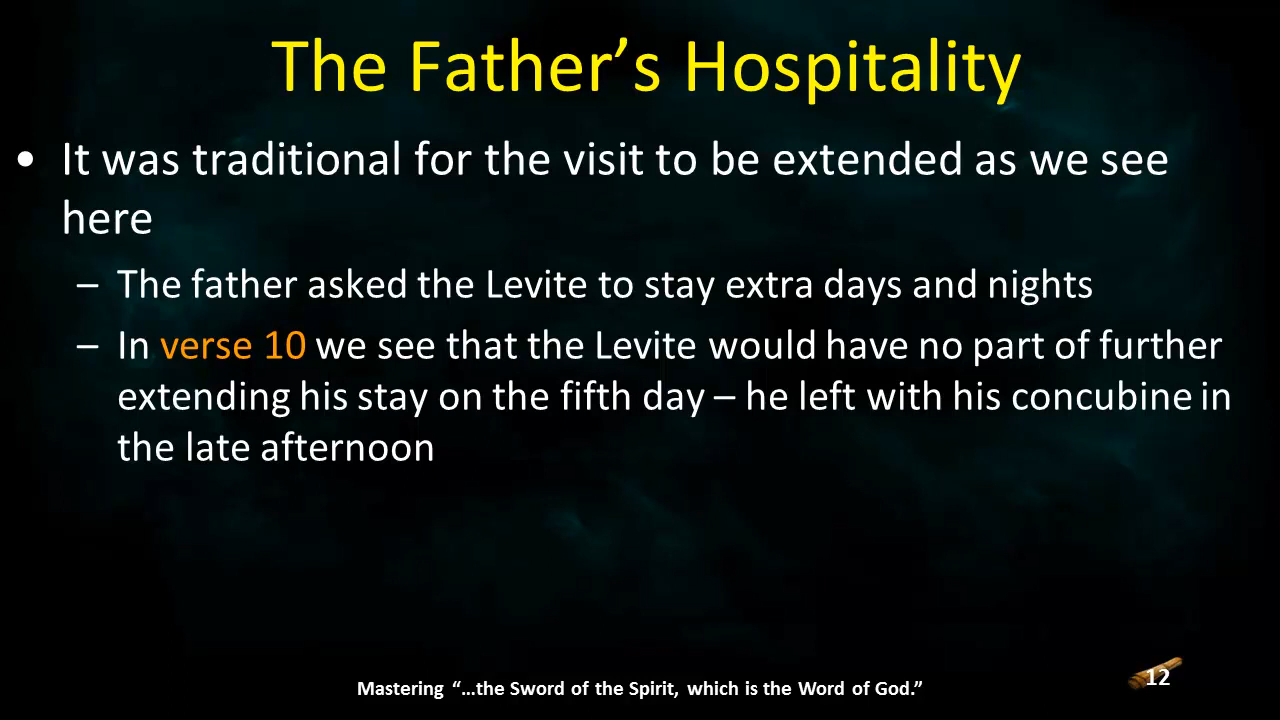 The Father’s Hospitality
• It was traditional for the visit to be extended as we see
here
– The father asked the Levite to stay extra days and nights
– In verse 10 we see that the Levite would have no part of further
extending his stay on the fifth day – he left with his concubine in
the late afternoon
Mastering “…the Sword of the Spirit, which is the Word of God.”
12